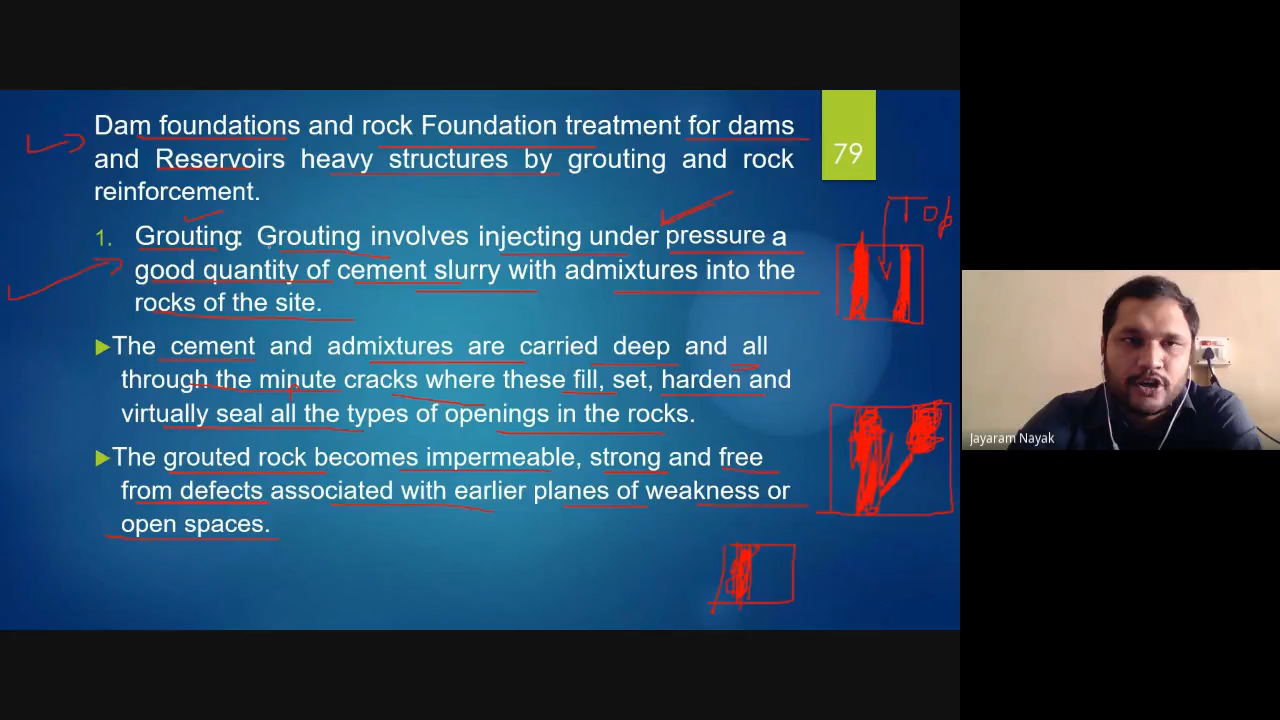 Dam foundations and rock Foundation treatment for dams
and Reservoirs heavy structures by grouting and rock
reinforcement.
79
Top
1. Grouting: Grouting involves injecting under pressure a
good quantity of cement slurry with admixtures into the
rocks of the site.
The cement and admixtures are carried deep and all
through the minute cracks where these fill, set, harden and
virtually seal all the types of openings in the rocks.
The grouted rock becomes impermeable, strong and free
from defects associated with earlier planes of weakness or
open spaces.
Jayaram Nayak